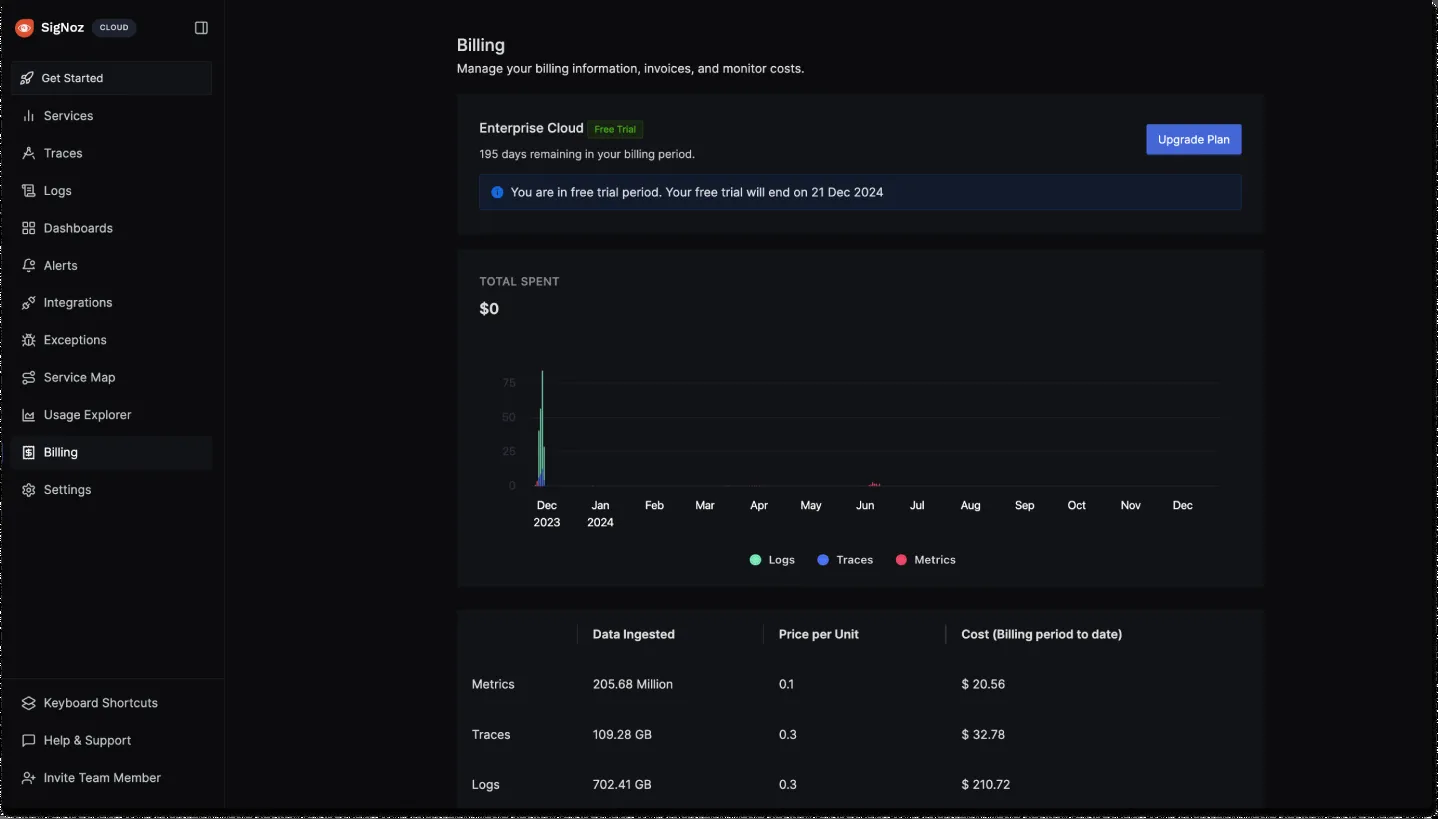 SigNoz CLOUD
Get Started
Services
Traces
Logs
Dashboards
Alerts
Integrations
Exceptions
Service Map
Usage Explorer
Billing
Settings
Keyboard Shortcuts
Help & Support
Invite Team Member
Billing
Manage your billing information, invoices, and monitor costs.
Enterprise Cloud Free Trial
195 days remaining in your billing period.
Upgrade Plan
You are in free trial period. Your free trial will end on 21 Dec 2024
TOTAL SPENT
$0
75
50
25
0
Dec Jan Feb Mar Apr May Jun Jul Aug Sep Oct Nov Dec
2023 2024
Logs Traces Metrics
Data Ingested Price per Unit Cost (Billing period to date)
Metrics 205.68 Million 0.1 $ 20.56
Traces 109.28 GB 0.3 $ 32.78
Logs 702.41 GB 0.3 $ 210.72